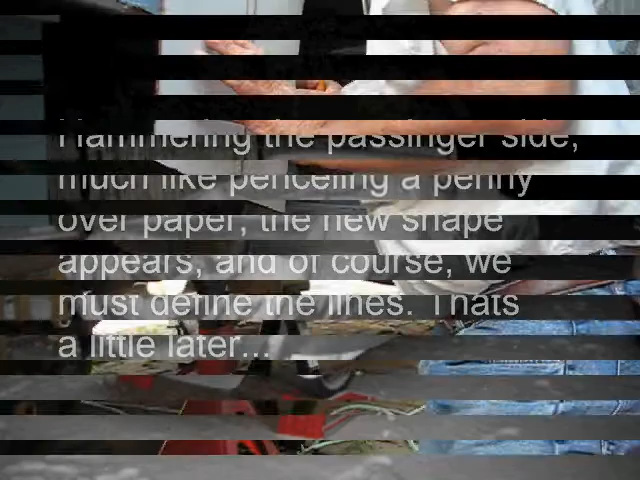 Hammering the passinger side,
much like penceling a penny
over paper, the new shape
appears, and of course, we
must define the lines. Thats
a little later...